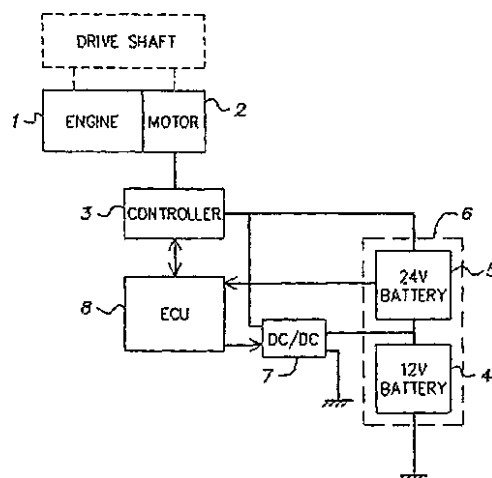 DRIVE SHAFT
1
ENGINE
MOTOR
2
3
CONTROLLER
6
24V
BATTERY
5
8
ECU
DC/DC
7
12V
BATTERY
4